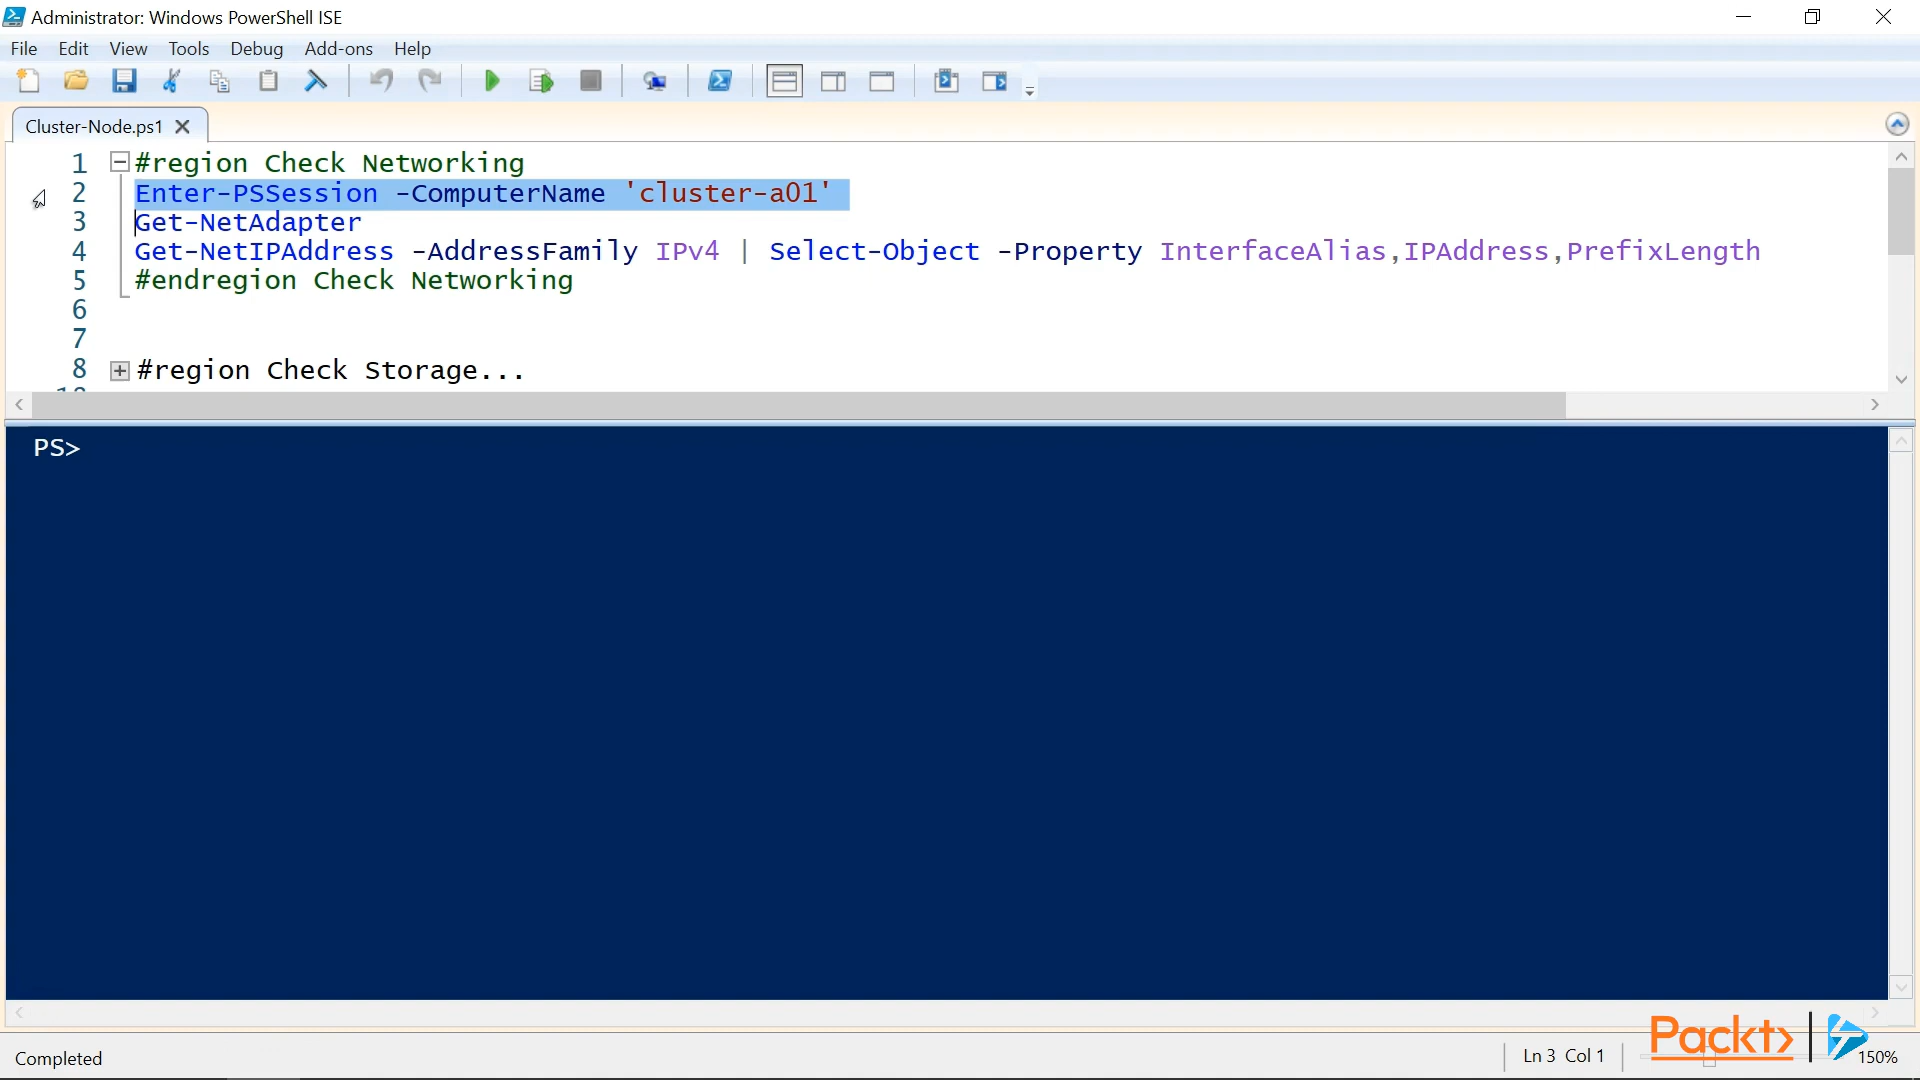 Administrator: Windows PowerShell ISE
File Edit View Tools Debug Add-ons Help
Cluster-Node.ps1
1 #region Check Networking
2 Enter-PSSession -ComputerName 'cluster-a01'
3 Get-NetAdapter
4 Get-NetIPAddress -AddressFamily IPv4 | Select-Object -Property InterfaceAlias,IPAddress,PrefixLength
5 #endregion Check Networking
6
7
8 #region Check Storage...
PS>
Packt>
Completed
Ln 3 Col 1
150%